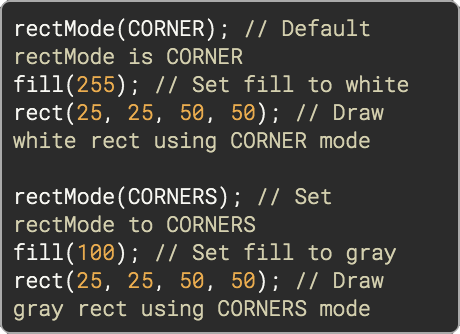 rectMode(CORNER); // Default
rectMode is CORNER
fill(255); // Set fill to white
rect(25, 25, 50, 50); // Draw
white rect using CORNER mode

rectMode(CORNERS); // Set
rectMode to CORNERS
fill(100); // Set fill to gray
rect(25, 25, 50, 50); // Draw
gray rect using CORNERS mode